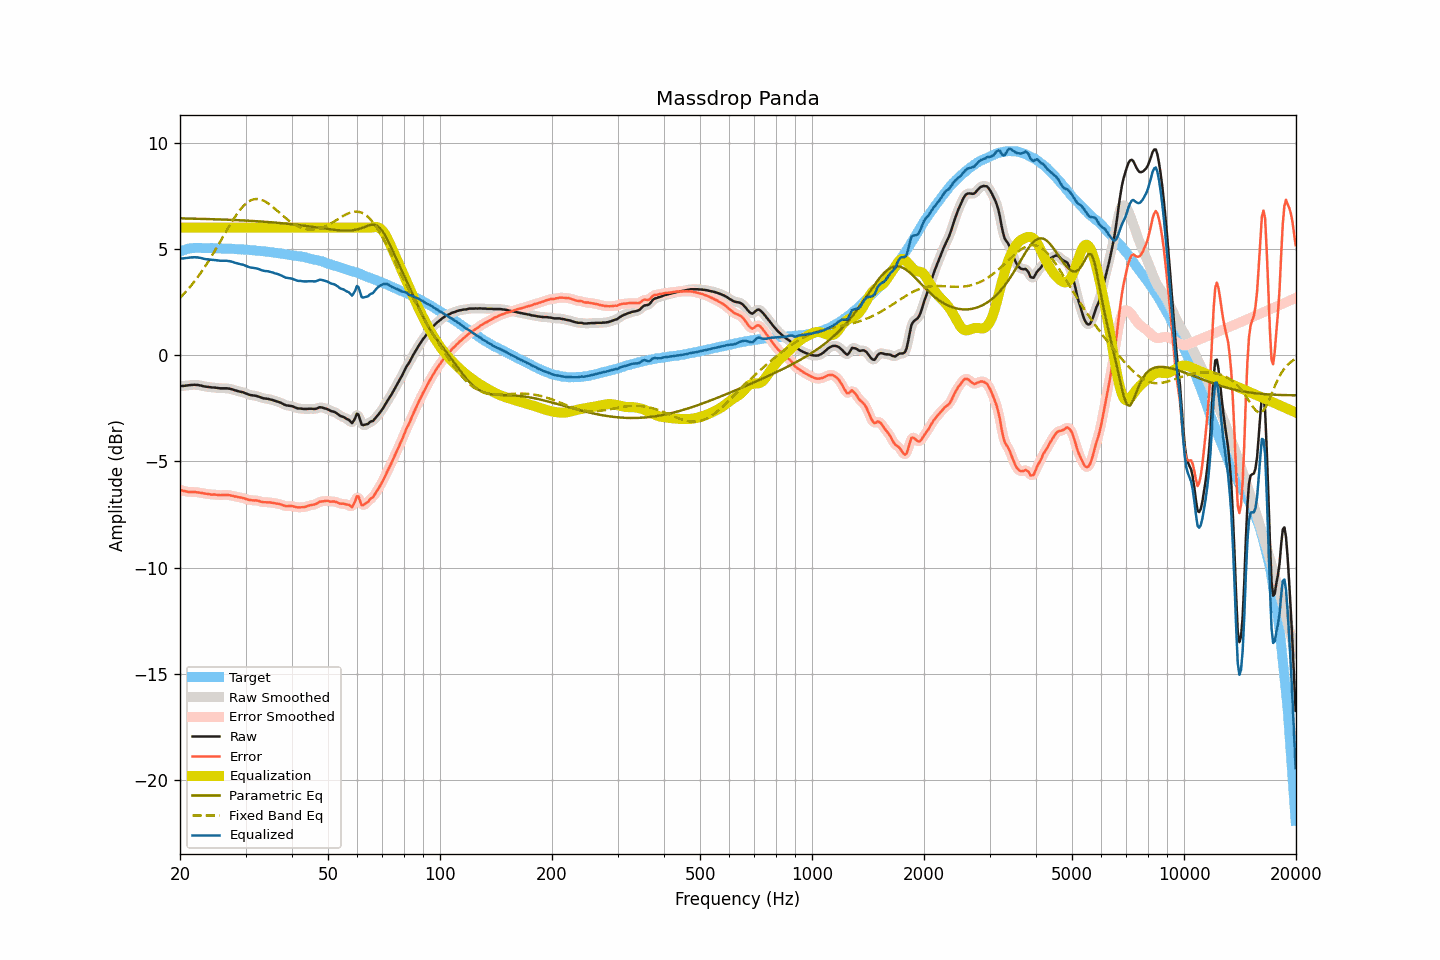 Massdrop Panda
Amplitude (dBr)
10
5
0
−5
−10
−15
−20
Target
Raw Smoothed
Error Smoothed
Raw
Error
Equalization
Parametric Eq
Fixed Band Eq
Equalized
20 50 100 200 500 1000 2000 5000 10000 20000
Frequency (Hz)